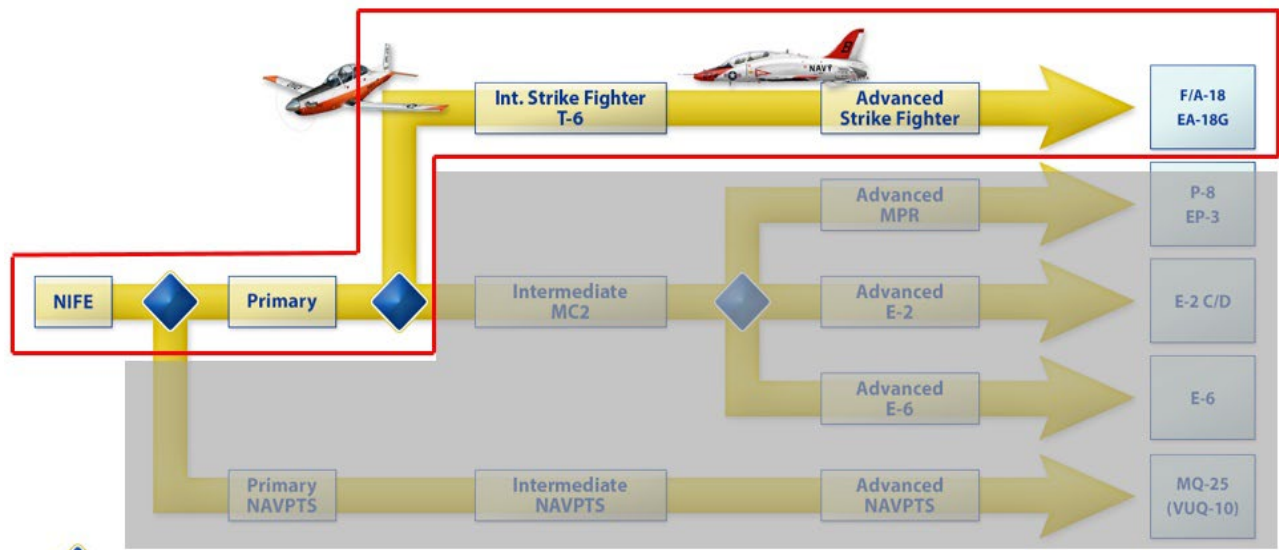 Int. Strike Fighter
T-6
Advanced
Strike Fighter
F/A-18
EA-18G
NAVY
B
Advanced
MPR
P-8
EP-3
NIFE
Primary
Intermediate
MC2
Advanced
E-2
E-2 C/D
Advanced
E-6
E-6
Primary
NAVPTS
Intermediate
NAVPTS
Advanced
NAVPTS
MQ-25
(VUQ-10)